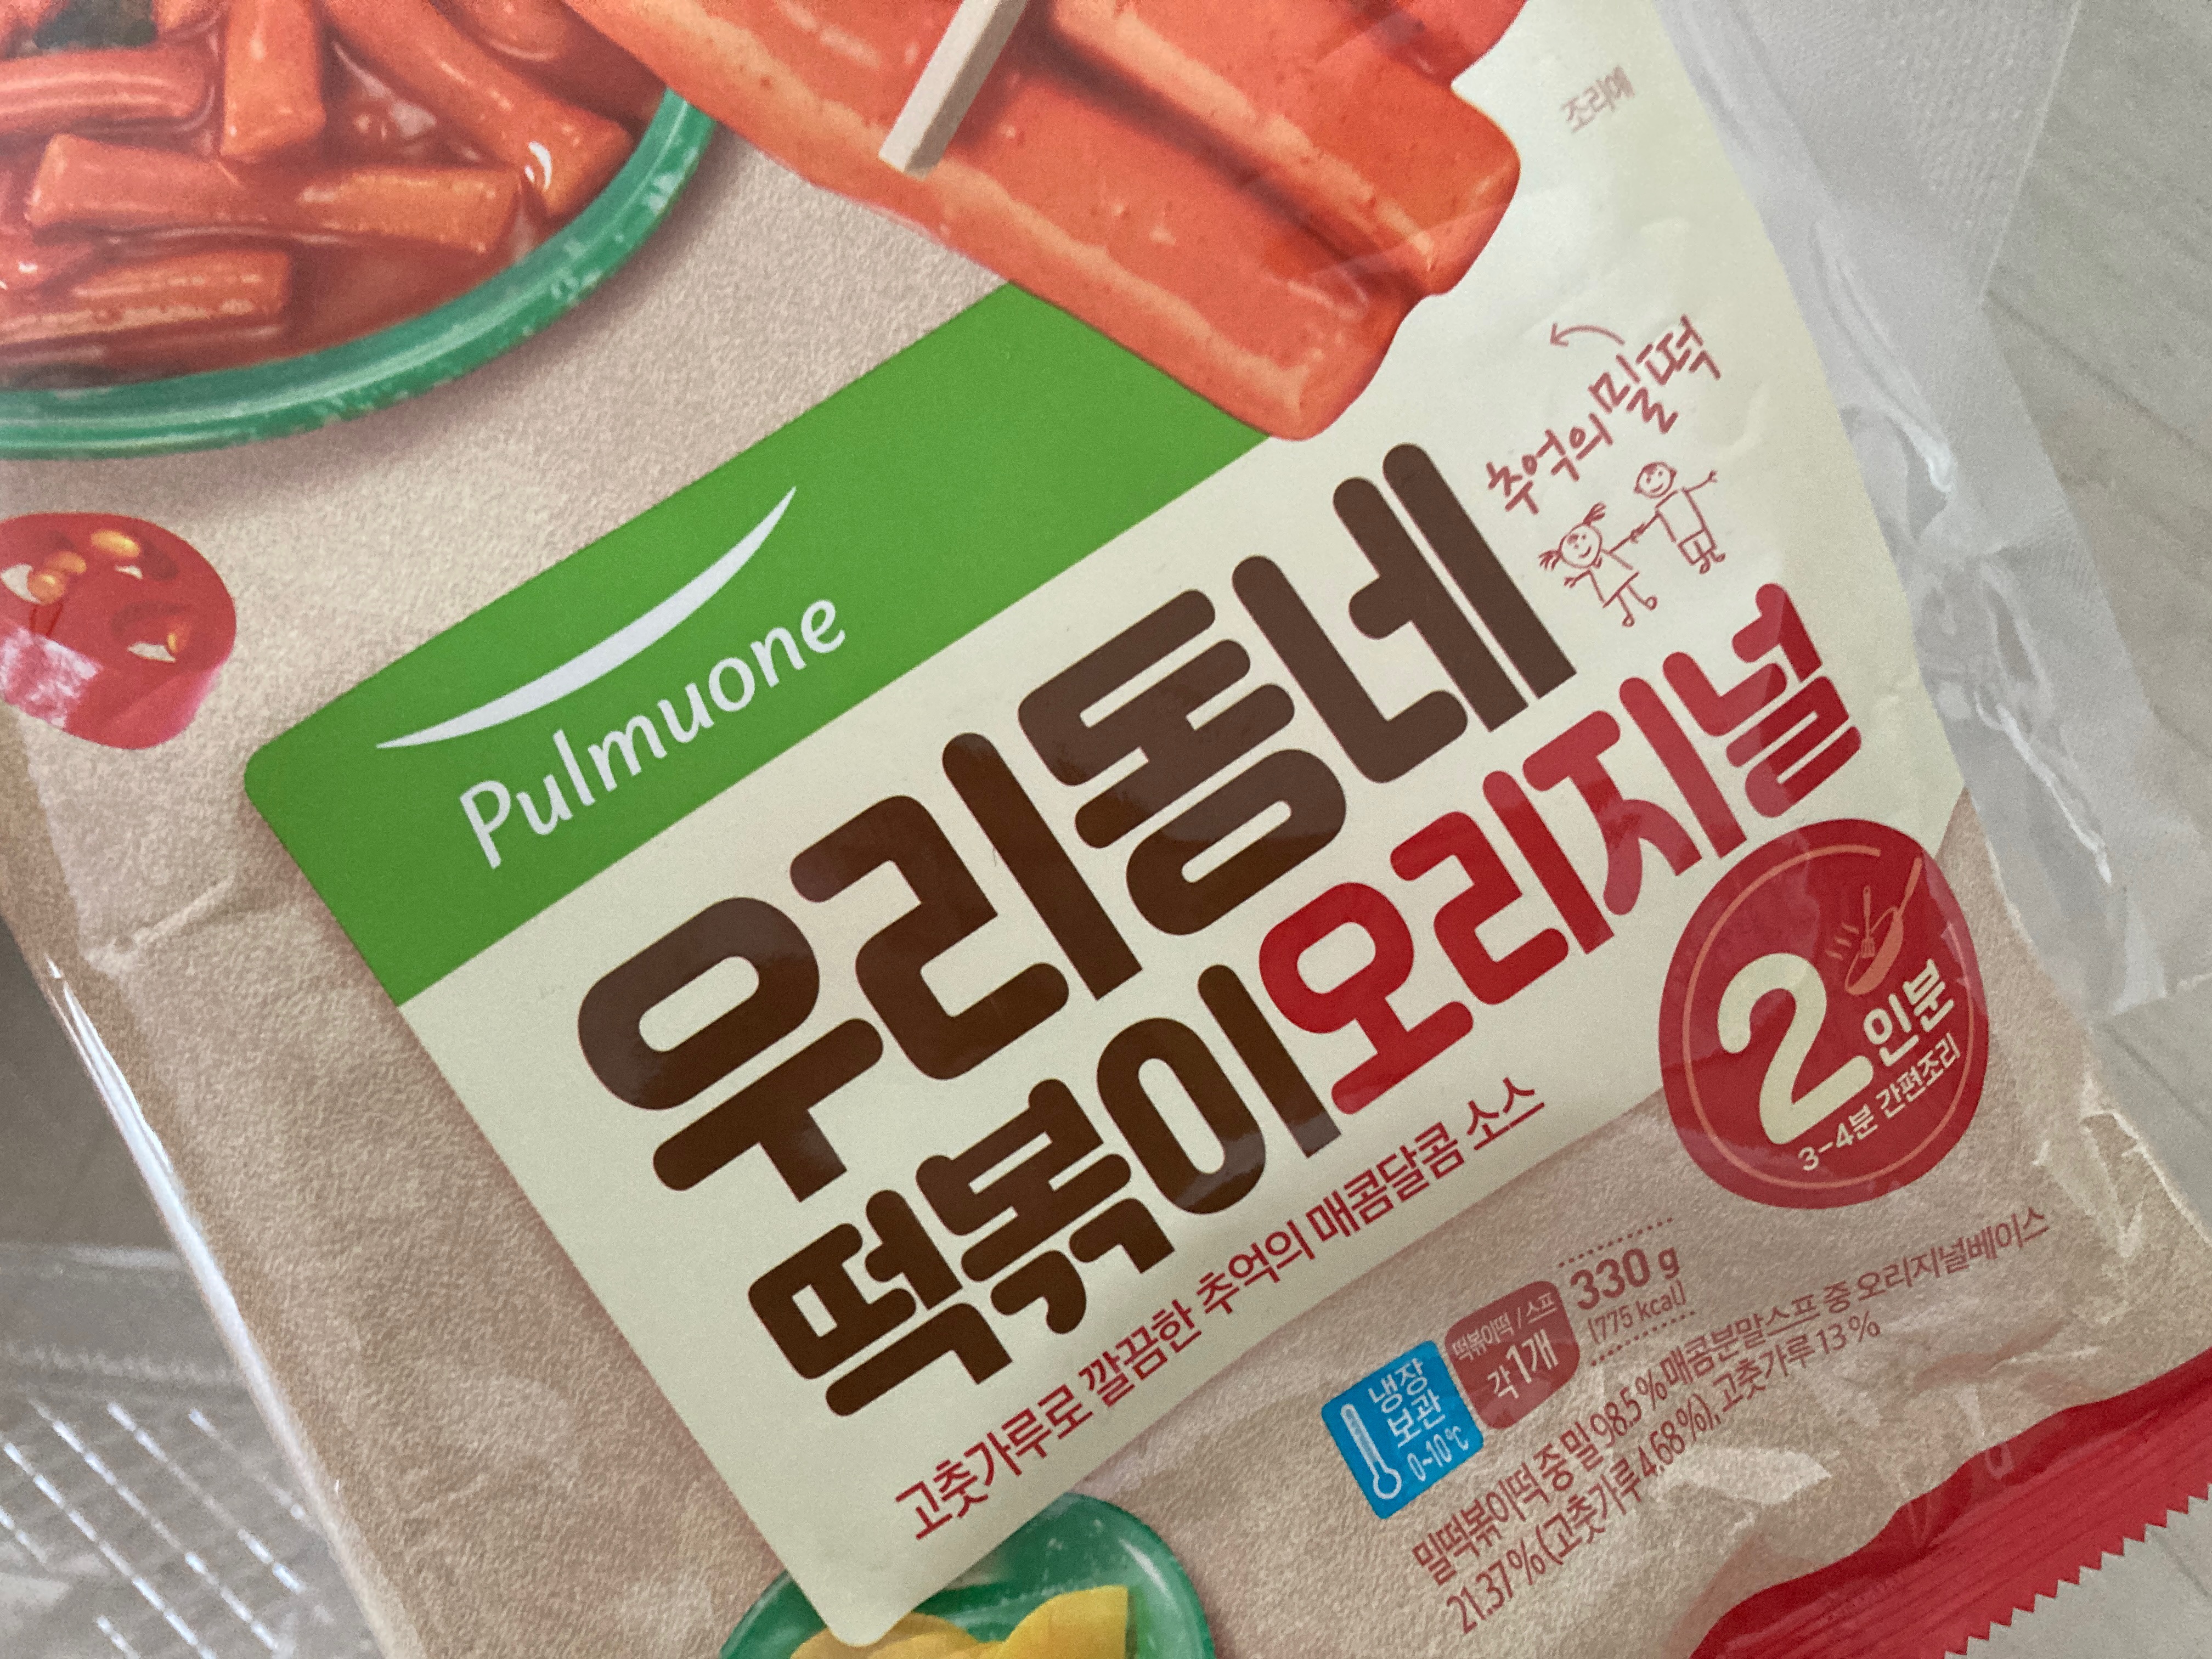 조리예
추억의 밀떡
Pulmuone
우리동네
떡볶이오리지널
고춧가루로 깔끔한 추억의 매콤달콤 소스
2인분
3-4분 간편조리
냉장
보관
0~10℃
떡볶이떡 / 스프
각1개
330 g
(775 kcal)
밀떡볶이떡 중 밀 98.5 % 매콤분말스프 중 오리지널베이스
21.37 % (고춧가루 4.68 %), 고춧가루 13 %